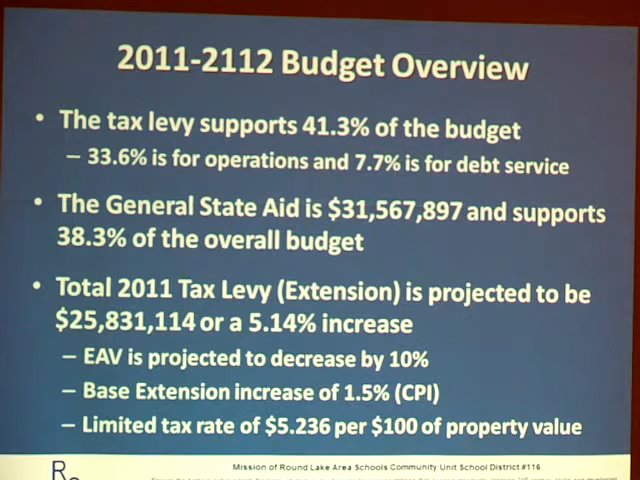 2011-2112 Budget Overview
• The tax levy supports 41.3% of the budget
– 33.6% is for operations and 7.7% is for debt service
• The General State Aid is $31,567,897 and supports
38.3% of the overall budget
• Total 2011 Tax Levy (Extension) is projected to be
$25,831,114 or a 5.14% increase
– EAV is projected to decrease by 10%
– Base Extension increase of 1.5% (CPI)
– Limited tax rate of $5.236 per $100 of property value
Mission of Round Lake Area Schools Community Unit School District #116
R